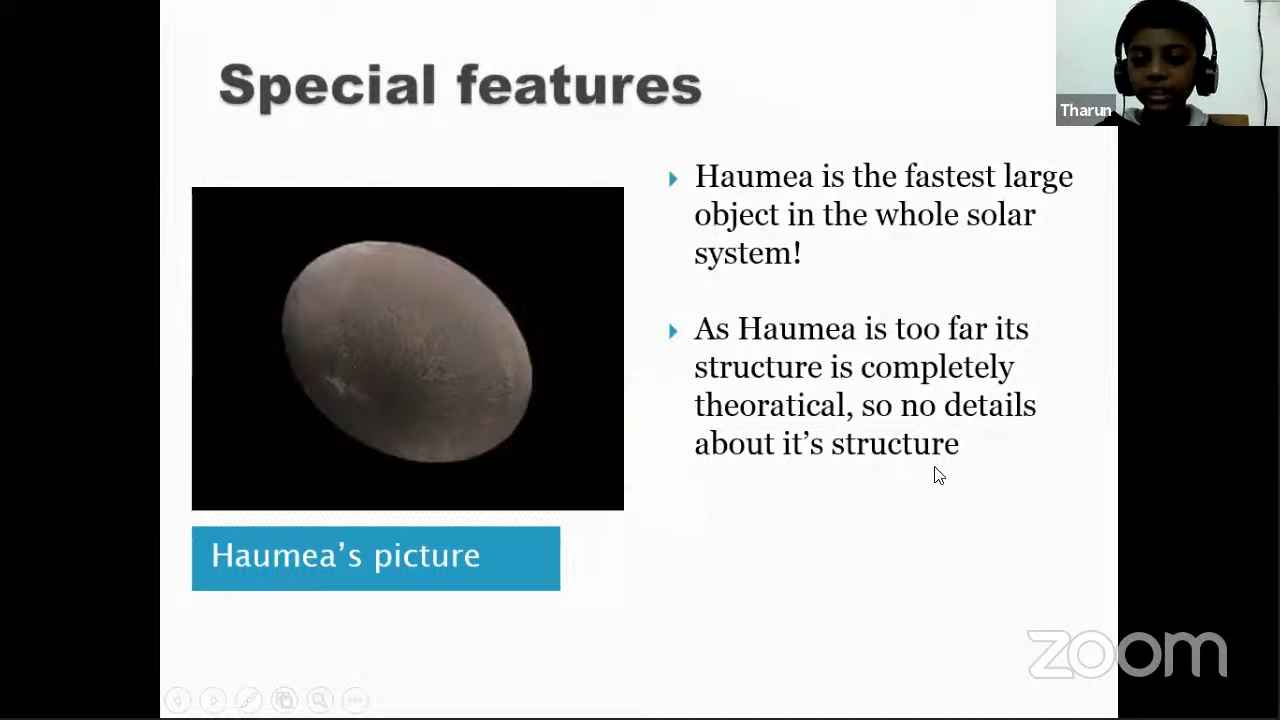 Special features
Tharun
Haumea is the fastest large
object in the whole solar
system!
As Haumea is too far its
structure is completely
theoratical, so no details
about it's structure
Haumea's picture
zoom